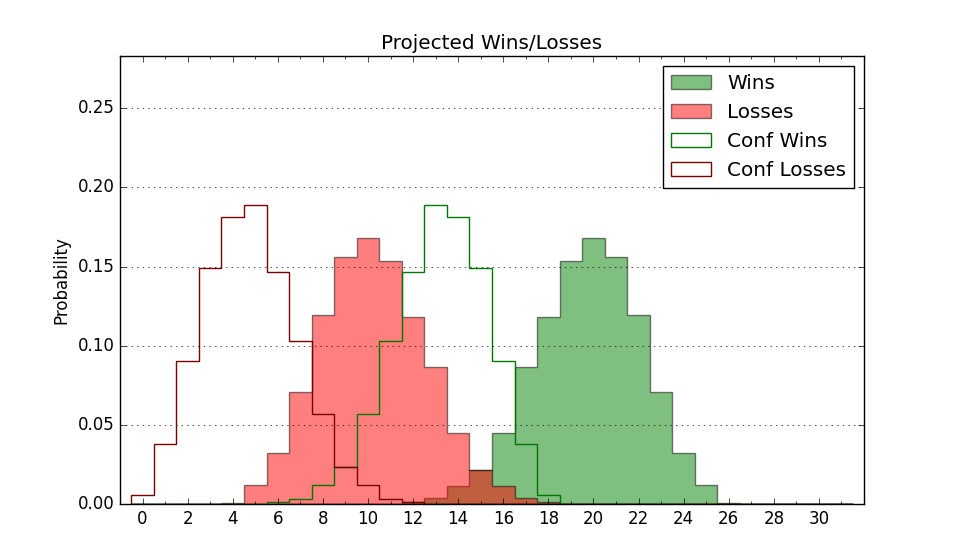 Projected Wins/Losses
Wins
Losses
Conf Wins
Conf Losses
Probability
0.25
0.20
0.15
0.10
0.05
0.00
0 2 4 6 8 10 12 14 16 18 20 22 24 26 28 30